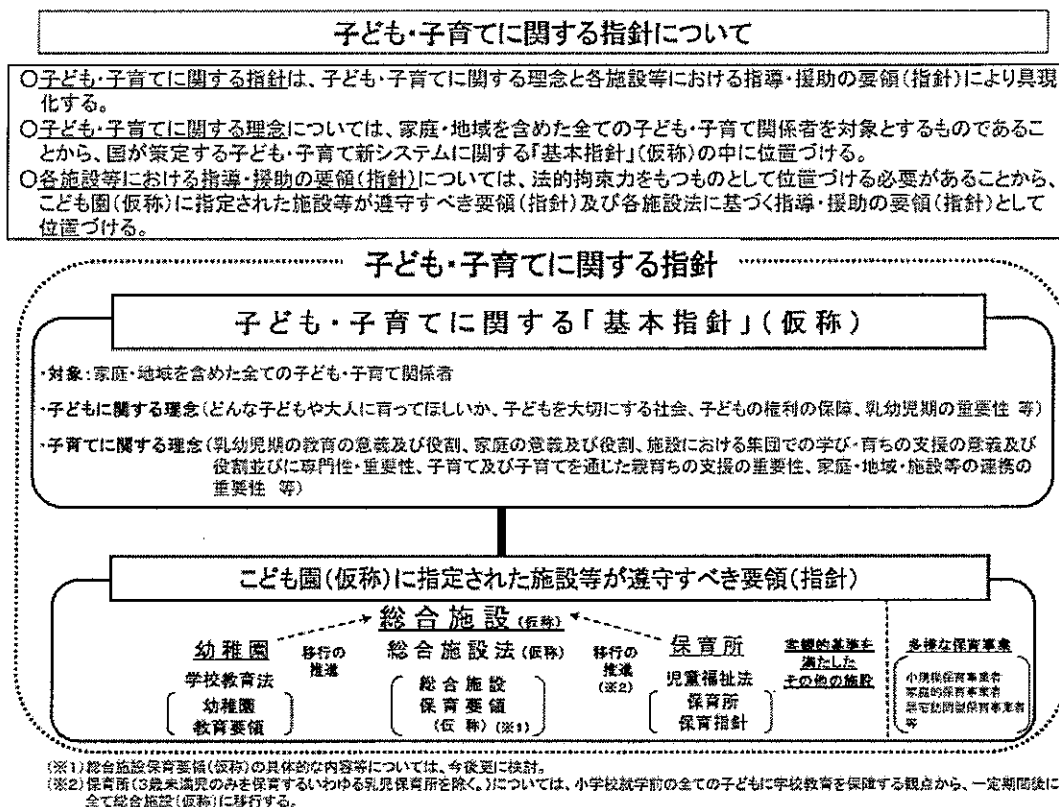 子ども・子育てに関する指針について
○子ども・子育てに関する指針は、子ども・子育てに関する理念と各施設等における指導・援助の要領(指針)により具現
化する。
○子ども・子育てに関する理念については、家庭・地域を含めた全ての子ども・子育て関係者を対象とするものであるこ
とから、国が策定する子ども・子育て新システムに関する「基本指針」(仮称)の中に位置づける。
○各施設等における指導・援助の要領(指針)については、法的拘束力をもつものとして位置づける必要があることから、
こども園(仮称)に指定された施設等が遵守すべき要領(指針)及び各施設法に基づく指導・援助の要領(指針)として
位置づける。
子ども・子育てに関する指針
子ども・子育てに関する「基本指針」(仮称)
・対象:家庭・地域を含めた全ての子ども・子育て関係者
・子どもに関する理念(どんな子どもや大人に育ってほしいか、子どもを大切にする社会、子どもの権利の保障、乳幼児期の重要性 等)
・子育てに関する理念(乳幼児期の教育の意義及び役割、家庭の意義及び役割、施設における集団での学び・育ちの支援の意義及び
役割並びに専門性・重要性、子育て及び子育てを通じた親育ちの支援の重要性、家庭・地域・施設等の連携の
重要性 等)
こども園(仮称)に指定された施設等が遵守すべき要領(指針)
幼稚園
学校教育法
幼稚園
教育要領
移行の
推進
総合施設(仮称)
総合施設法(仮称)
総合施設
保育要領
(仮称)(※1)
移行の
推進
(※2)
保育所
児童福祉法
保育所
保育指針
客観的基準を
満たした
その他の施設
多様な保育事業
小規模保育事業者
家庭的保育事業者
居宅訪問型保育事業者
等
(※1)総合施設保育要領(仮称)の具体的な内容等については、今後更に検討。
(※2)保育所(3歳未満児のみを保育するいわゆる乳児保育所を除く。)については、小学校就学前の全ての子どもに学校教育を保障する観点から、一定期間後に
全て総合施設(仮称)に移行する。